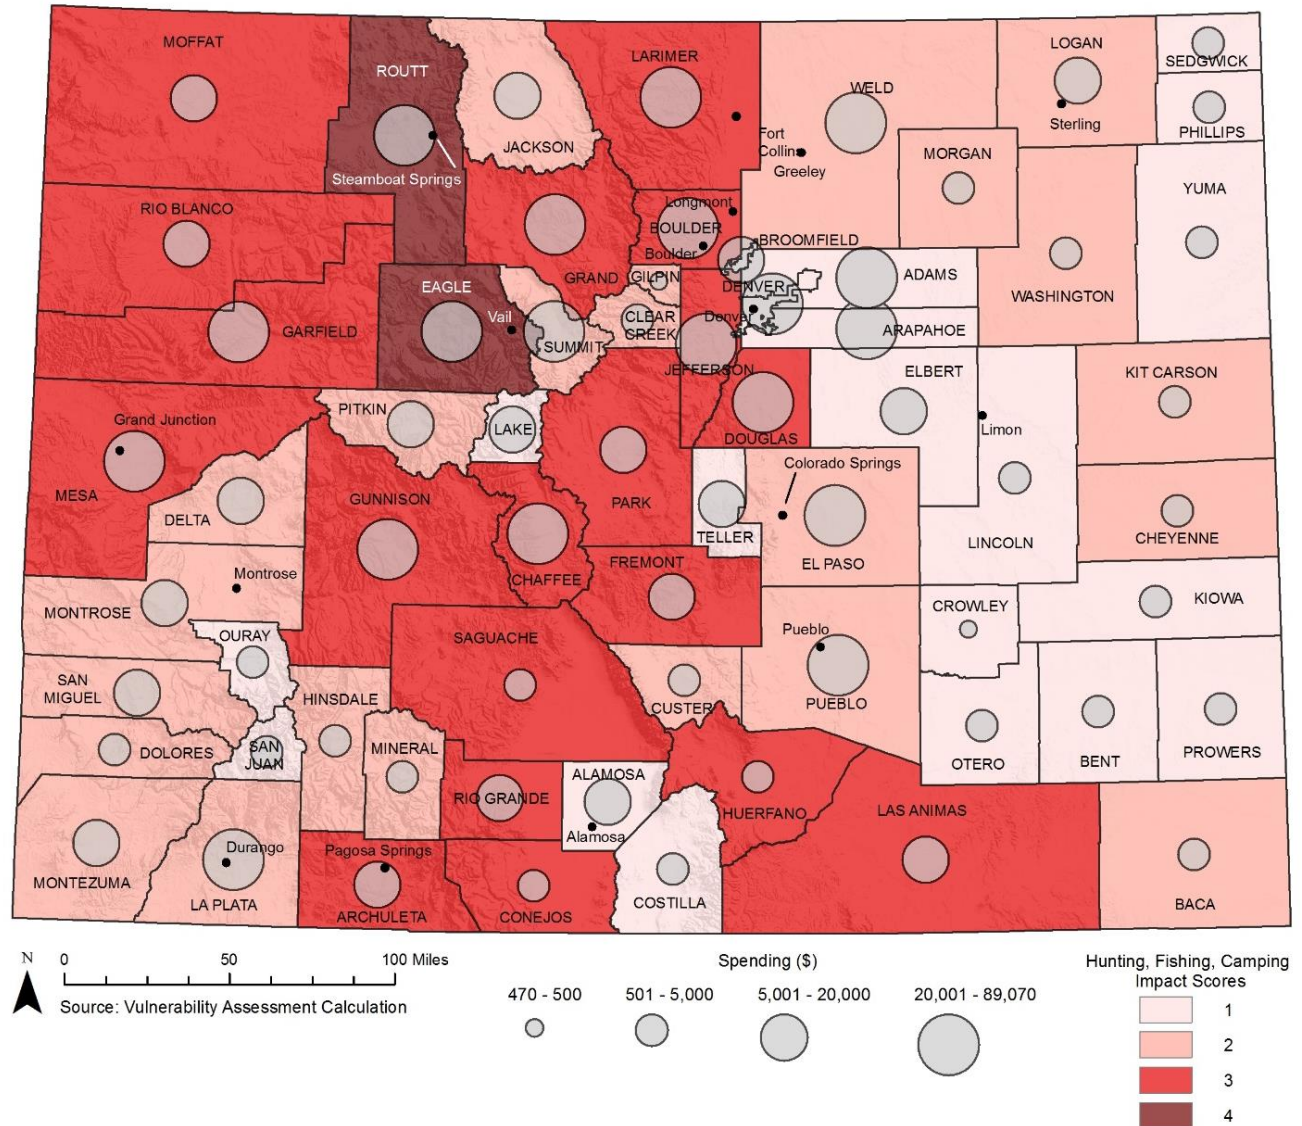 MOFFAT
ROUTT
LARIMER
LOGAN
SEDGWICK
WELD
JACKSON
Sterling
PHILLIPS
Fort
Collins
Greeley
MORGAN
Steamboat Springs
YUMA
RIO BLANCO
Longmont
BOULDER
Boulder
BROOMFIELD
GRAND
GILPIN
ADAMS
EAGLE
DENVER
WASHINGTON
Vail
CLEAR
CREEK
Denver
GARFIELD
SUMMIT
ARAPAHOE
JEFFERSON
ELBERT
KIT CARSON
PITKIN
Grand Junction
LAKE
DOUGLAS
Limon
Colorado Springs
MESA
GUNNISON
PARK
DELTA
TELLER
CHEYENNE
LINCOLN
EL PASO
FREMONT
Montrose
CHAFFEE
MONTROSE
KIOWA
CROWLEY
OURAY
SAGUACHE
Pueblo
SAN
MIGUEL
HINSDALE
CUSTER
PUEBLO
DOLORES
SAN
JUAN
MINERAL
PROWERS
OTERO
BENT
ALAMOSA
RIO GRANDE
HUERFANO
LAS ANIMAS
Alamosa
Durango
Pagosa Springs
MONTEZUMA
LA PLATA
ARCHULETA
CONEJOS
COSTILLA
BACA
N
0 50 100 Miles
Source: Vulnerability Assessment Calculation
Spending ($)
470 - 500 501 - 5,000 5,001 - 20,000 20,001 - 89,070
Hunting, Fishing, Camping
Impact Scores
1
2
3
4